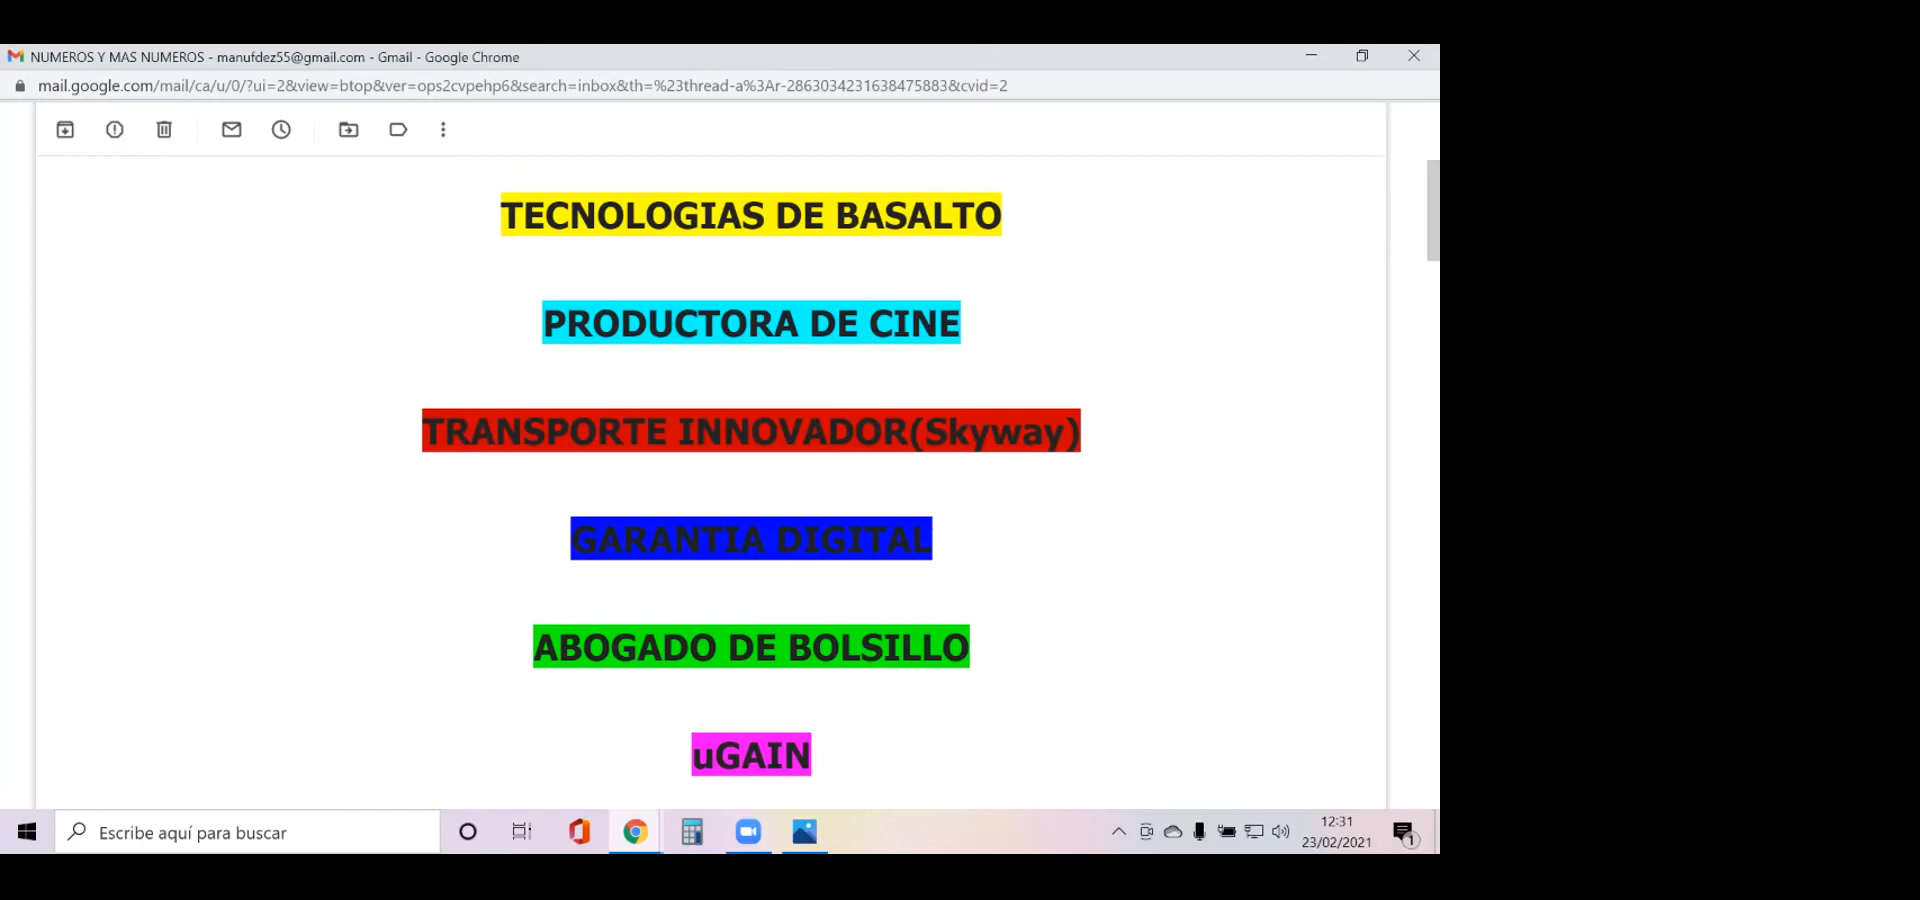 NUMEROS Y MAS NUMEROS - manufdez55@gmail.com - Gmail - Google Chrome
mail.google.com/mail/ca/u/0/?ui=2&view=btop&ver=ops2cvpehp6&search=inbox&th=%23thread-a%3Ar-2863034231638475883&cvid=2
TECNOLOGIAS DE BASALTO
PRODUCTORA DE CINE
TRANSPORTE INNOVADOR(Skyway)
GARANTIA DIGITAL
ABOGADO DE BOLSILLO
uGAIN
Escribe aquí para buscar
12:31
23/02/2021
1